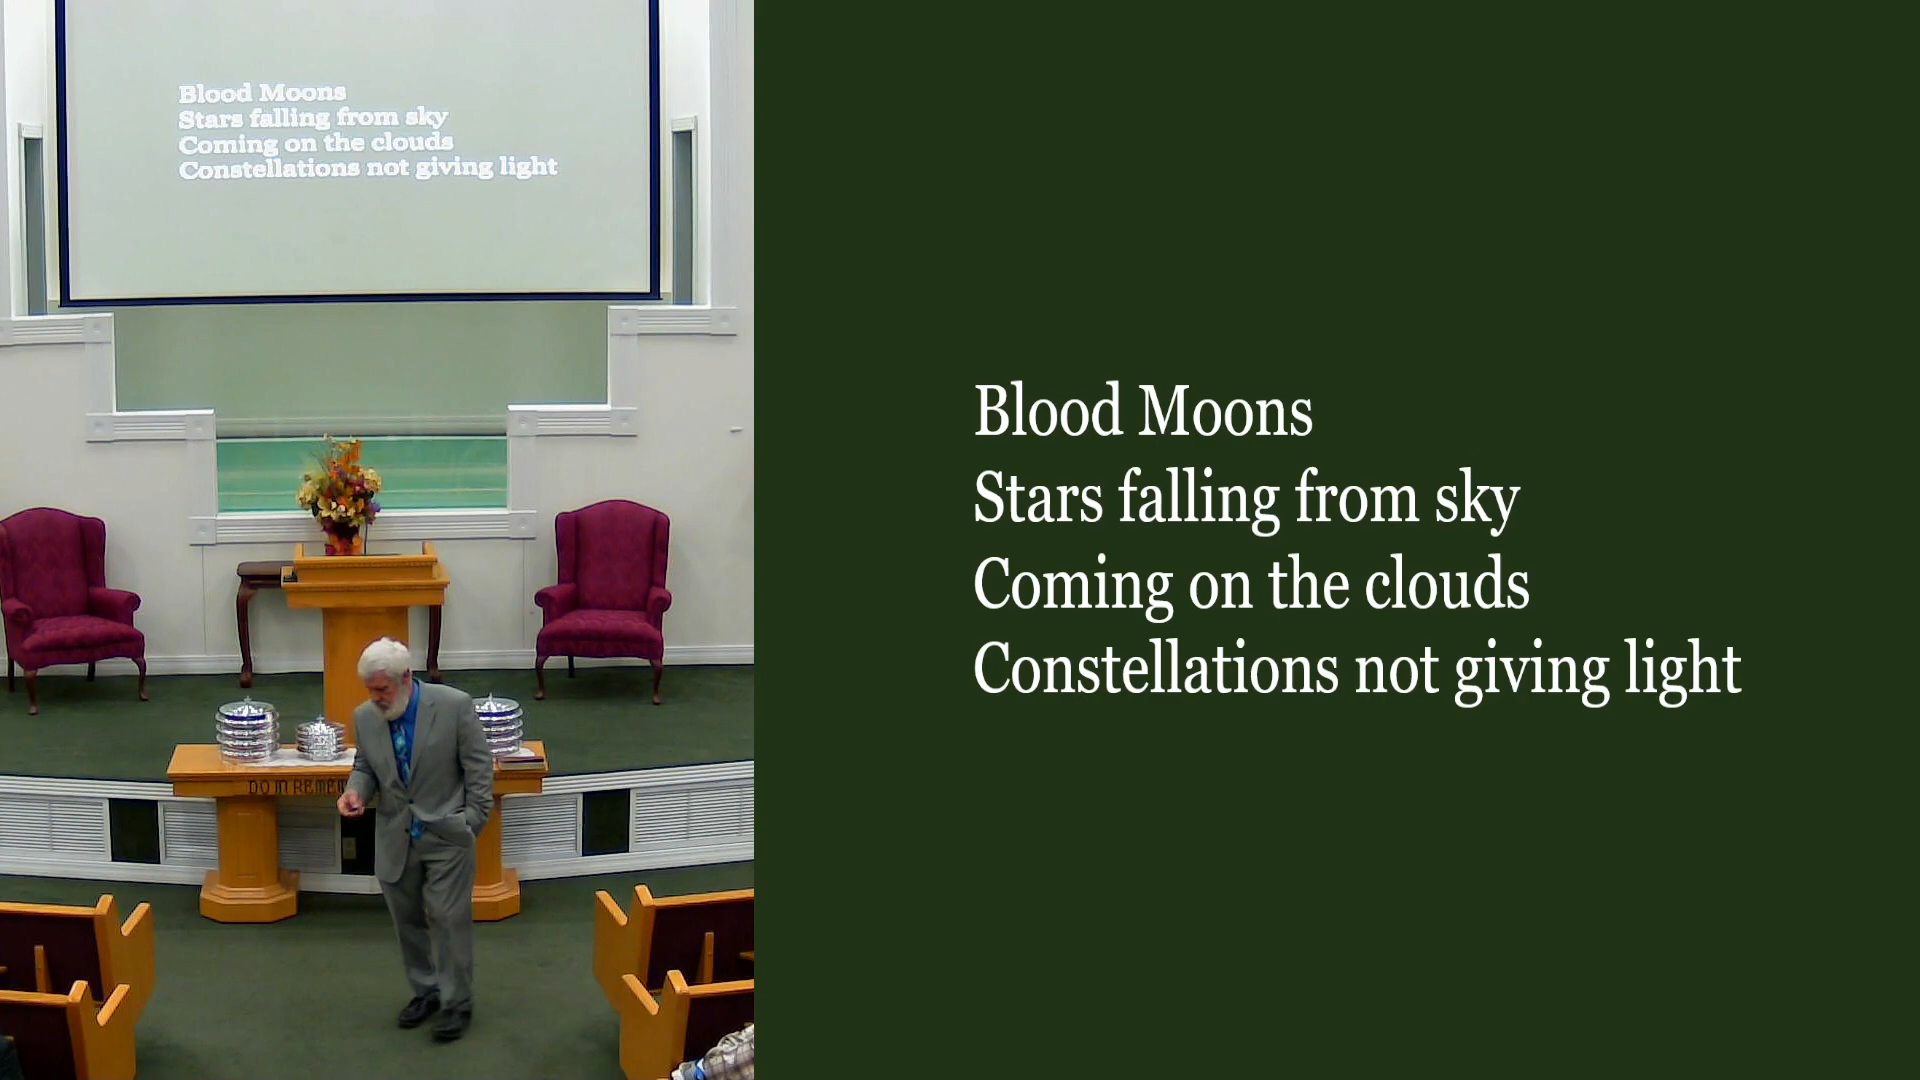 Blood Moons
Stars falling from sky
Coming on the clouds
Constellations not giving light
DO IN REMEM
Blood Moons
Stars falling from sky
Coming on the clouds
Constellations not giving light